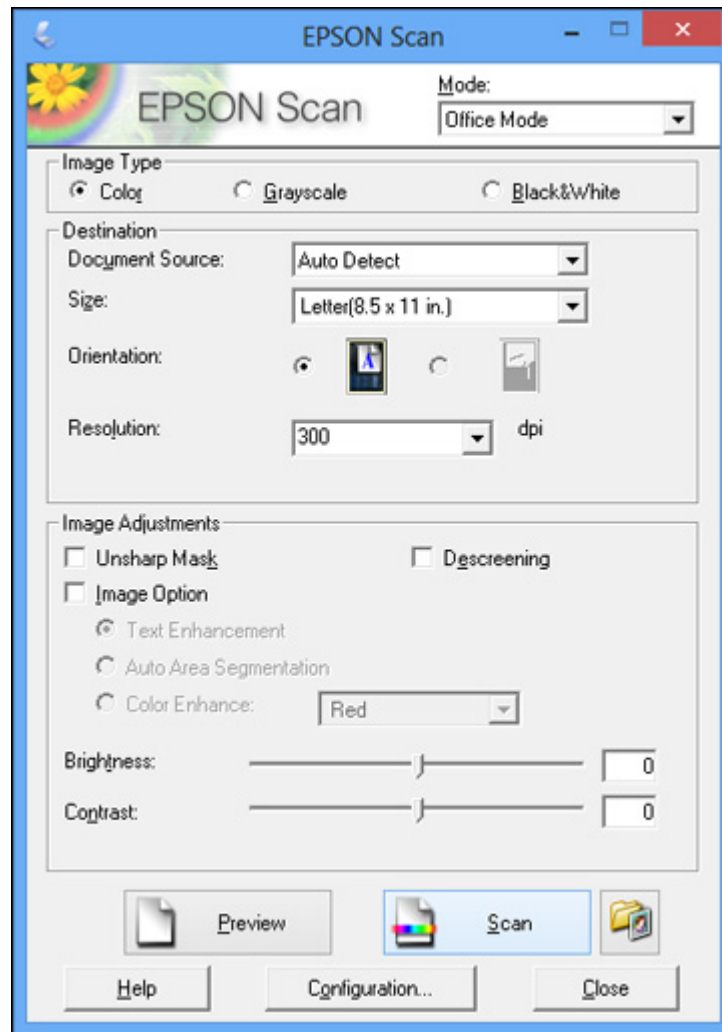 EPSON Scan
EPSON Scan
Mode:
Office Mode
Image Type
Color Grayscale Black&White
Destination
Document Source: Auto Detect
Size: Letter(8.5 x 11 in.)
Orientation: A
Resolution: 300 dpi
Image Adjustments
Unsharp Mask Descreening
Image Option
Text Enhancement
Auto Area Segmentation
Color Enhance: Red
Brightness: 0
Contrast: 0
Preview Scan
Help Configuration... Close